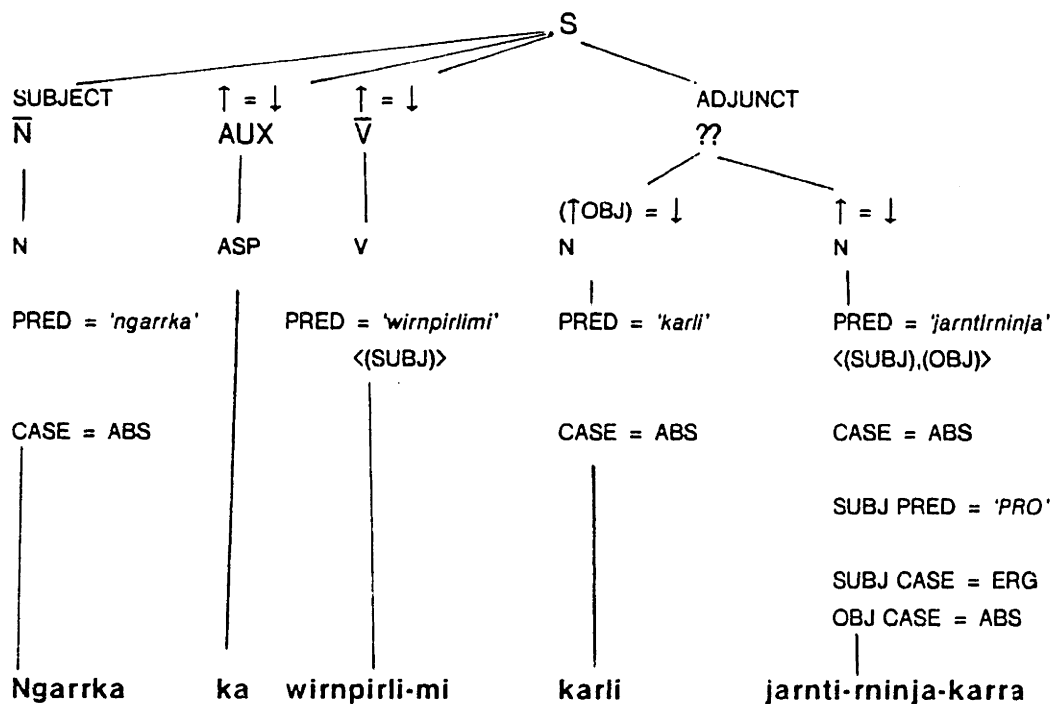 S
SUBJECT ↑ = ↓ ↑ = ↓ ADJUNCT
N̅ AUX V̅ ??
(↑OBJ) = ↓ ↑ = ↓
N ASP V N N
PRED = 'ngarrka' PRED = 'wirnpirlimi' PRED = 'karli' PRED = 'jarntirninja'
<(SUBJ)> <(SUBJ),(OBJ)>
CASE = ABS CASE = ABS CASE = ABS
SUBJ PRED = 'PRO'
SUBJ CASE = ERG
OBJ CASE = ABS
Ngarrka ka wirnpirli-mi karli jarnti-rninja-karra